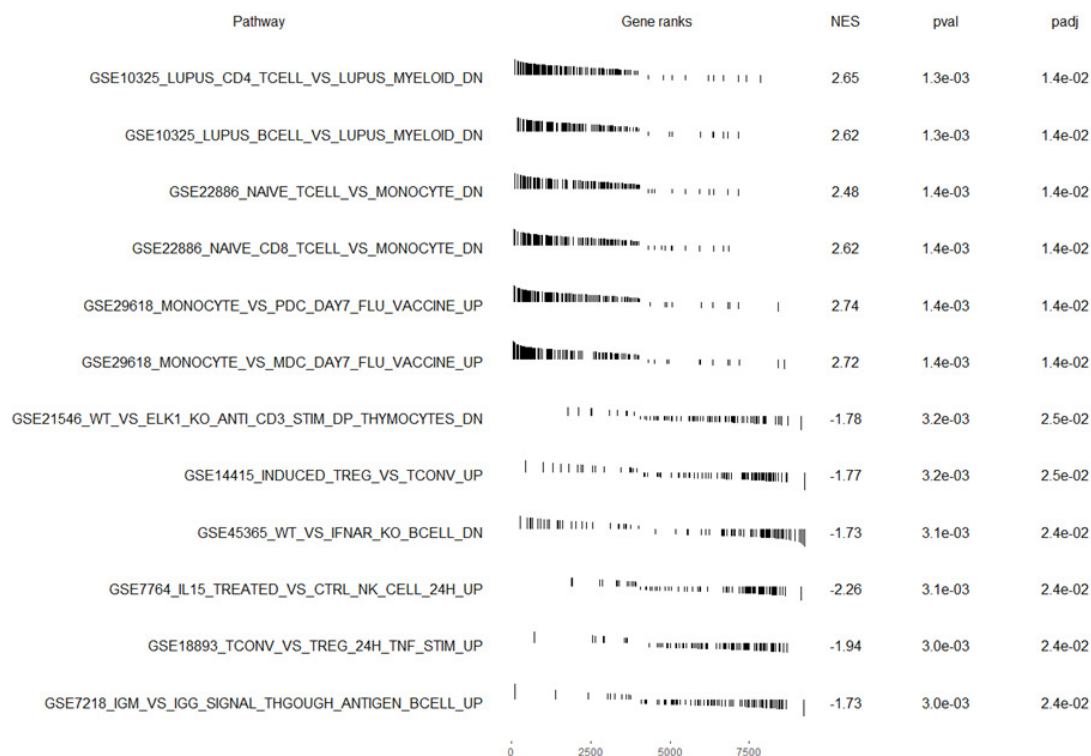 Pathway Gene ranks NES pval padj
GSE10325_LUPUS_CD4_TCELL_VS_LUPUS_MYELOID_DN 2.65 1.3e-03 1.4e-02
GSE10325_LUPUS_BCELL_VS_LUPUS_MYELOID_DN 2.62 1.3e-03 1.4e-02
GSE22886_NAIVE_TCELL_VS_MONOCYTE_DN 2.48 1.4e-03 1.4e-02
GSE22886_NAIVE_CD8_TCELL_VS_MONOCYTE_DN 2.62 1.4e-03 1.4e-02
GSE29618_MONOCYTE_VS_PDC_DAY7_FLU_VACCINE_UP 2.74 1.4e-03 1.4e-02
GSE29618_MONOCYTE_VS_MDC_DAY7_FLU_VACCINE_UP 2.72 1.4e-03 1.4e-02
GSE21546_WT_VS_ELK1_KO_ANTI_CD3_STIM_DP_THYMOCYTES_DN -1.78 3.2e-03 2.5e-02
GSE14415_INDUCED_TREG_VS_TCONV_UP -1.77 3.2e-03 2.5e-02
GSE45365_WT_VS_IFNAR_KO_BCELL_DN -1.73 3.1e-03 2.4e-02
GSE7764_IL15_TREATED_VS_CTRL_NK_CELL_24H_UP -2.26 3.1e-03 2.4e-02
GSE18893_TCONV_VS_TREG_24H_TNF_STIM_UP -1.94 3.0e-03 2.4e-02
GSE7218_IGM_VS_IGG_SIGNAL_THGOUGH_ANTIGEN_BCELL_UP -1.73 3.0e-03 2.4e-02
0 2500 5000 7500